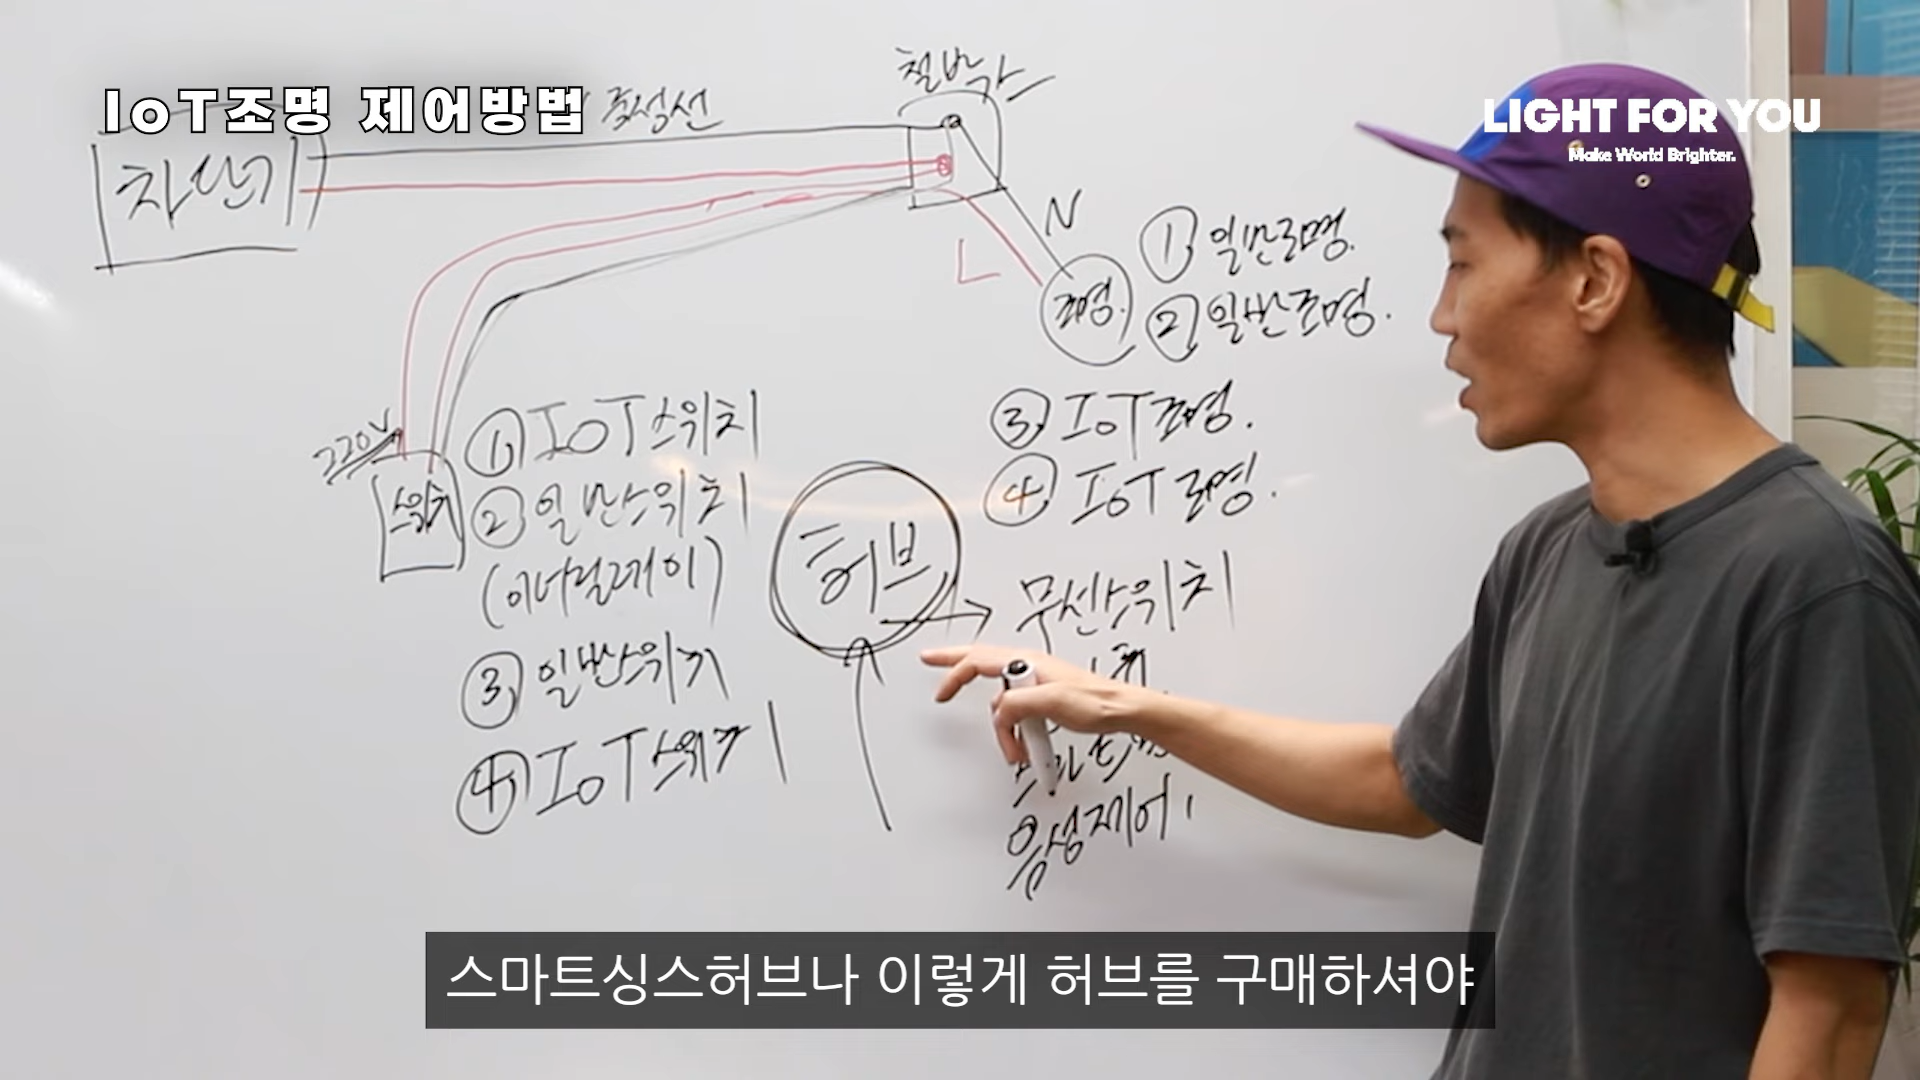 IoT조명 제어방법
중성선
철박스
LIGHT FOR YOU
Make World Brighter.
차단기
N
L
조명.
① 일반조명.
② 일반조명.
220V
스위치
① IoT스위치
② 일반스위치
(이너릴레이)
③ 일반스위치
④ IoT스위치
허브
③ IoT조명.
④ IoT조명.
무선스위치
음성제어
스마트싱스허브나 이렇게 허브를 구매하셔야